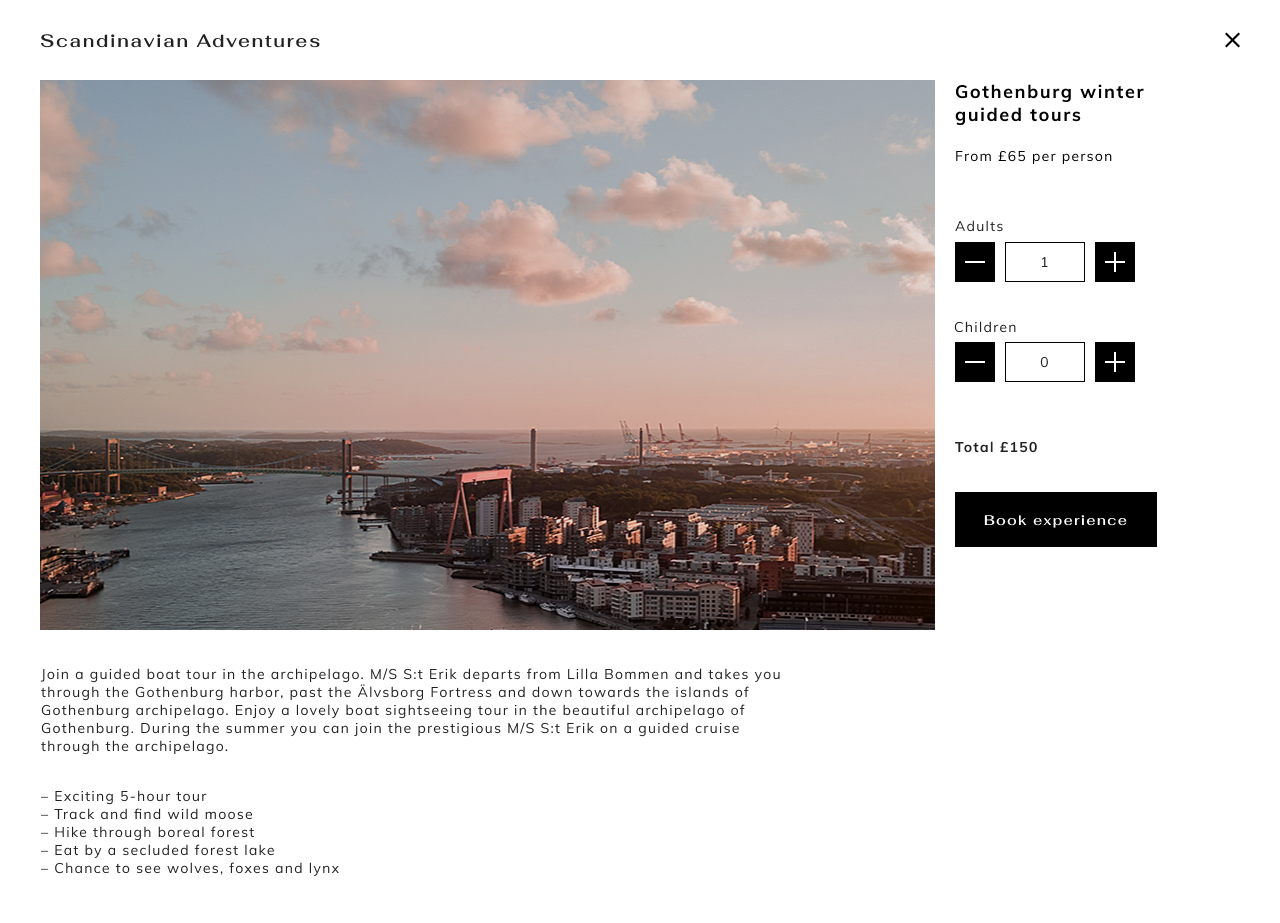 Scandinavian Adventures
Gothenburg winter
guided tours
From £65 per person
Adults
1
Children
0
Total £150
Book experience
Join a guided boat tour in the archipelago. M/S S:t Erik departs from Lilla Bommen and takes you
through the Gothenburg harbor, past the Älvsborg Fortress and down towards the islands of
Gothenburg archipelago. Enjoy a lovely boat sightseeing tour in the beautiful archipelago of
Gothenburg. During the summer you can join the prestigious M/S S:t Erik on a guided cruise
through the archipelago.
– Exciting 5-hour tour
– Track and find wild moose
– Hike through boreal forest
– Eat by a secluded forest lake
– Chance to see wolves, foxes and lynx